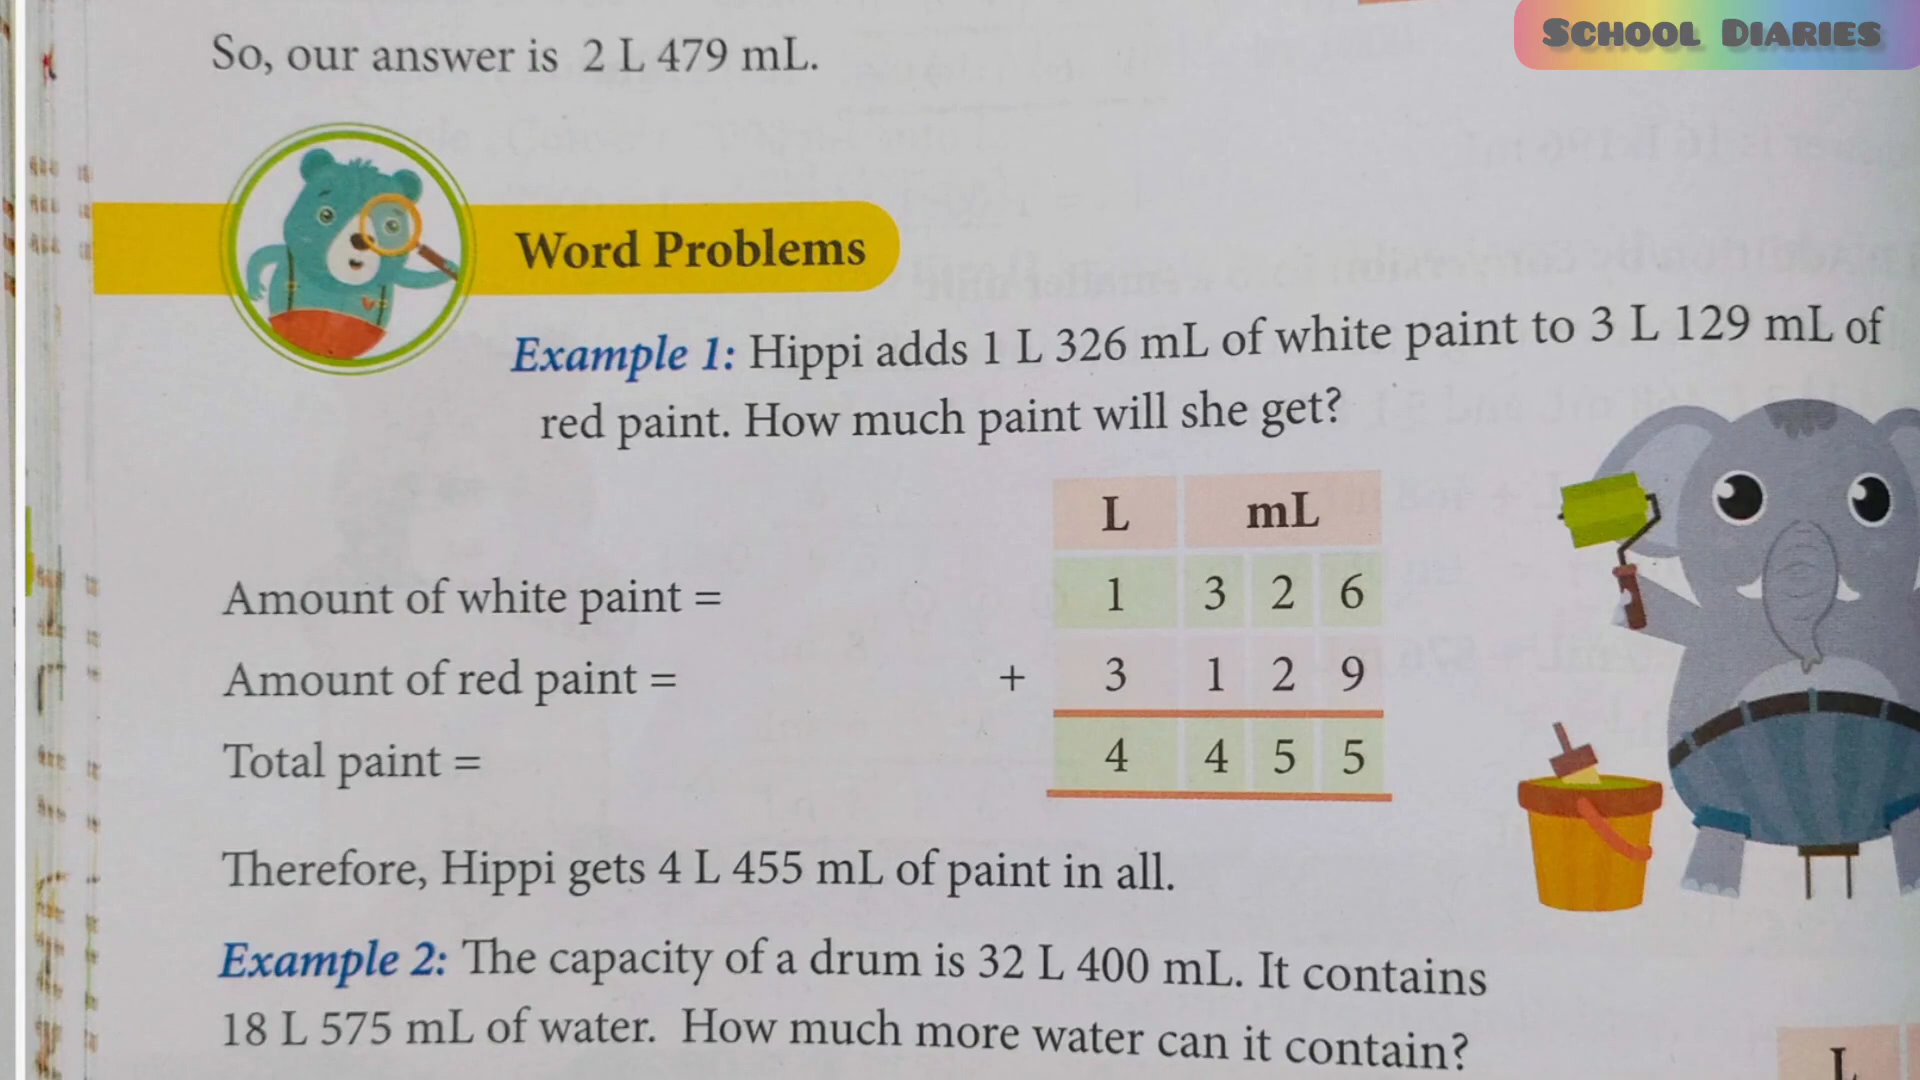 SCHOOL DIARIES
So, our answer is 2 L 479 mL.
Word Problems
Example 1: Hippi adds 1 L 326 mL of white paint to 3 L 129 mL of
red paint. How much paint will she get?
L mL
Amount of white paint = 1 3 2 6
Amount of red paint = + 3 1 2 9
Total paint = 4 4 5 5
Therefore, Hippi gets 4 L 455 mL of paint in all.
Example 2: The capacity of a drum is 32 L 400 mL. It contains
18 L 575 mL of water. How much more water can it contain?
L